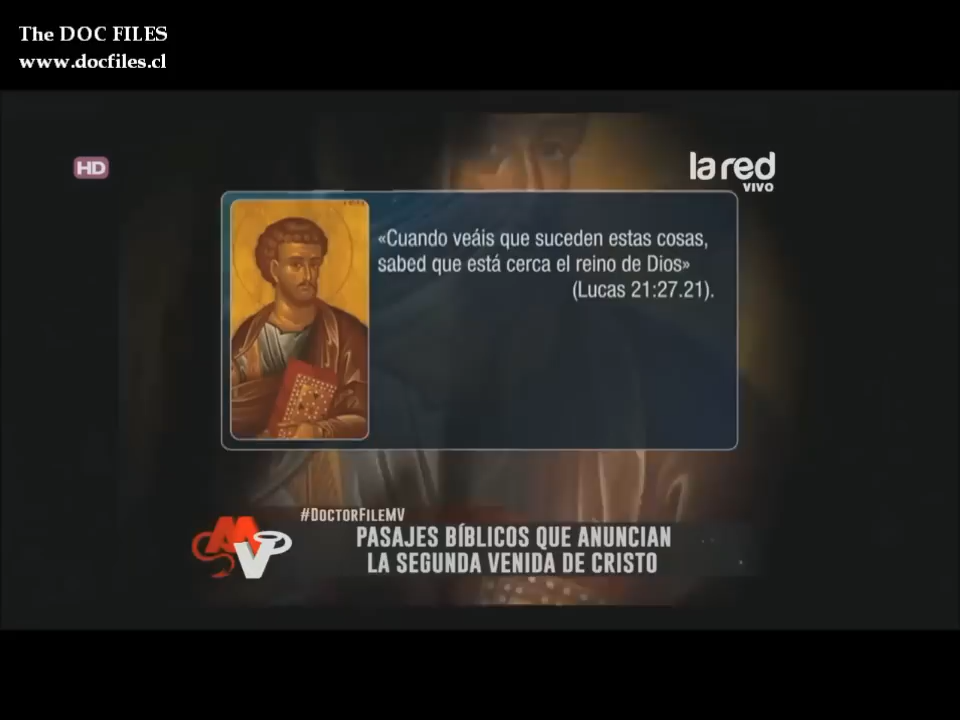 The DOC FILES
www.docfiles.cl
HD
la red
VIVO
«Cuando veáis que suceden estas cosas,
sabed que está cerca el reino de Dios»
(Lucas 21:27.21).
#DOCTORFILEMV
MV
PASAJES BÍBLICOS QUE ANUNCIAN
LA SEGUNDA VENIDA DE CRISTO